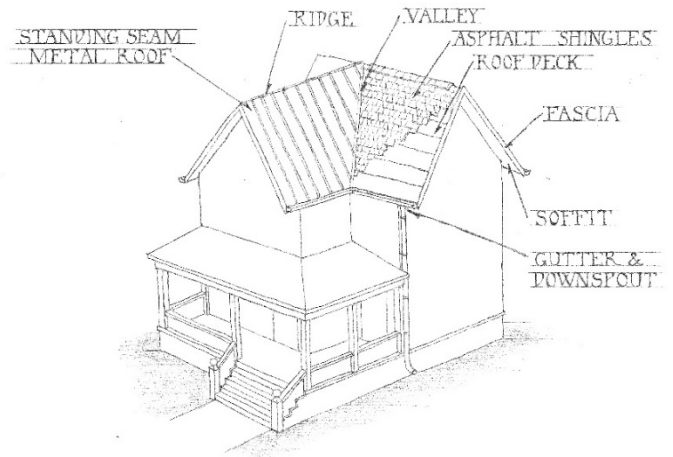 RIDGE
VALLEY
STANDING SEAM
METAL ROOF
ASPHALT SHINGLES
ROOF DECK
FASCIA
SOFFIT
GUTTER &
DOWNSPOUT